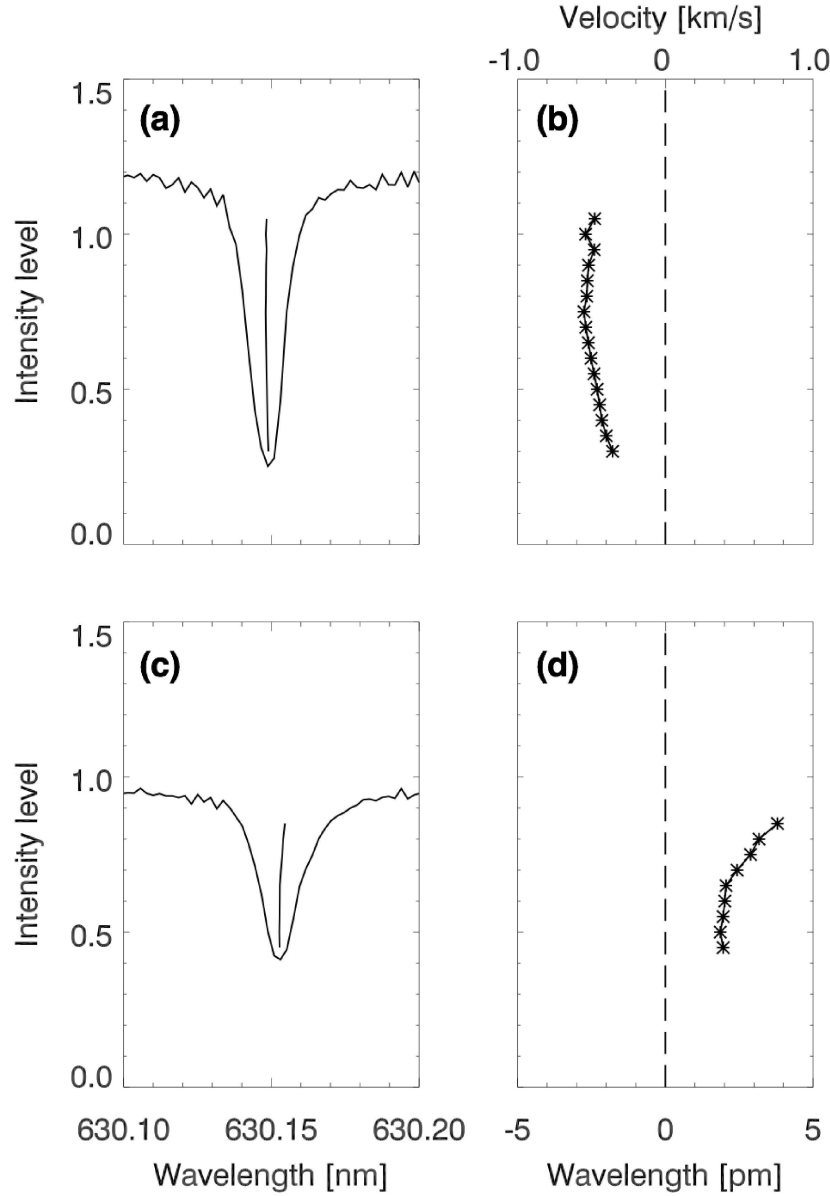 Velocity [km/s]
-1.0 0 1.0
1.5
(a)
(b)
1.0
Intensity level
0.5
0.0
1.5
(c)
(d)
1.0
Intensity level
0.5
0.0
630.10 630.15 630.20
-5 0 5
Wavelength [nm]
Wavelength [pm]